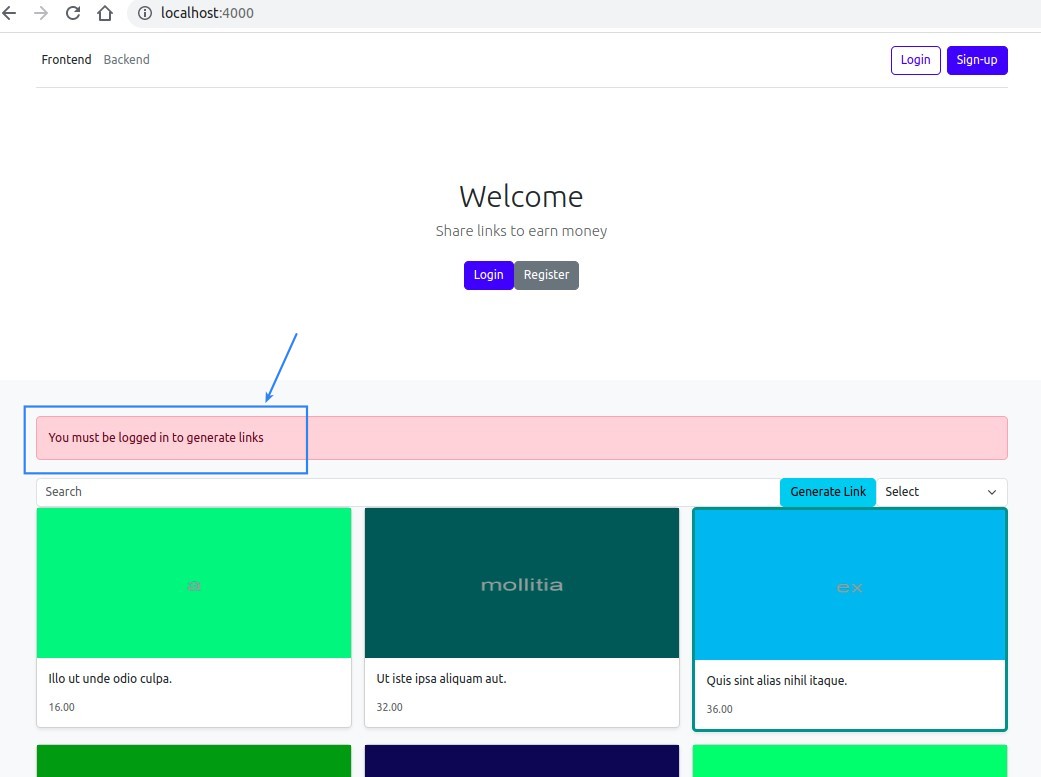 localhost:4000
Frontend Backend Login Sign-up
Welcome
Share links to earn money
Login Register
You must be logged in to generate links
Search Generate Link Select
a mollitia ex
Illo ut unde odio culpa. Ut iste ipsa aliquam aut. Quis sint alias nihil itaque.
16.00 32.00 36.00